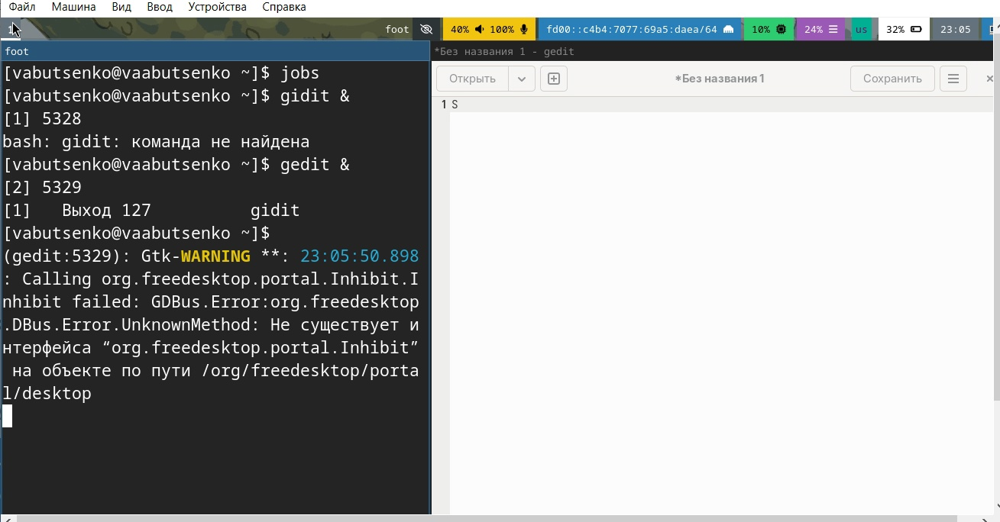 Файл Машина Вид Ввод Устройства Справка
1 foot 40% 100% fd00::c4b4:7077:69a5:daea/64 10% 24% us 32% 23:05
foot
*Без названия 1 - gedit
[vabutsenko@vaabutsenko ~]$ jobs
[vabutsenko@vaabutsenko ~]$ gidit &
[1] 5328
bash: gidit: команда не найдена
[vabutsenko@vaabutsenko ~]$ gedit &
[2] 5329
[1]   Выход 127          gidit
[vabutsenko@vaabutsenko ~]$
(gedit:5329): Gtk-WARNING **: 23:05:50.898
: Calling org.freedesktop.portal.Inhibit.I
nhibit failed: GDBus.Error:org.freedesktop
.DBus.Error.UnknownMethod: Не существует и
нтерфейса “org.freedesktop.portal.Inhibit”
 на объекте по пути /org/freedesktop/porta
l/desktop
Открыть *Без названия 1 Сохранить
1 S